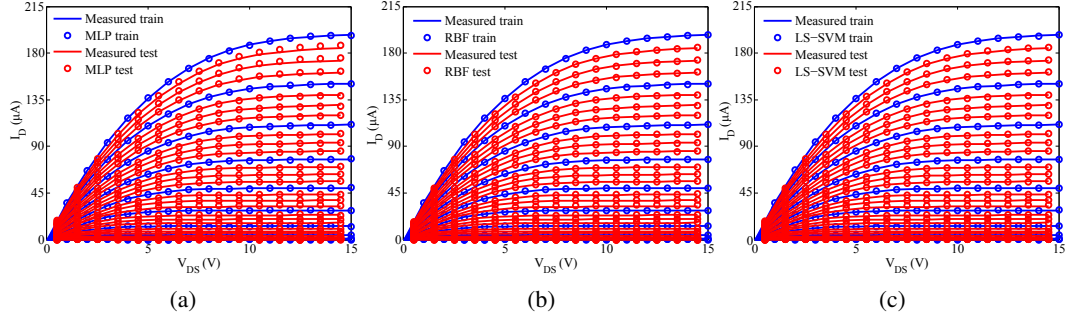 215
180
135
90
45
0
I_D (μA)
Measured train
MLP train
Measured test
MLP test
0 5 10 15
V_DS (V)
(a)
215
180
135
90
45
0
I_D (μA)
Measured train
RBF train
Measured test
RBF test
0 5 10 15
V_DS (V)
(b)
215
180
135
90
45
0
I_D (μA)
Measured train
LS−SVM train
Measured test
LS−SVM test
0 5 10 15
V_DS (V)
(c)